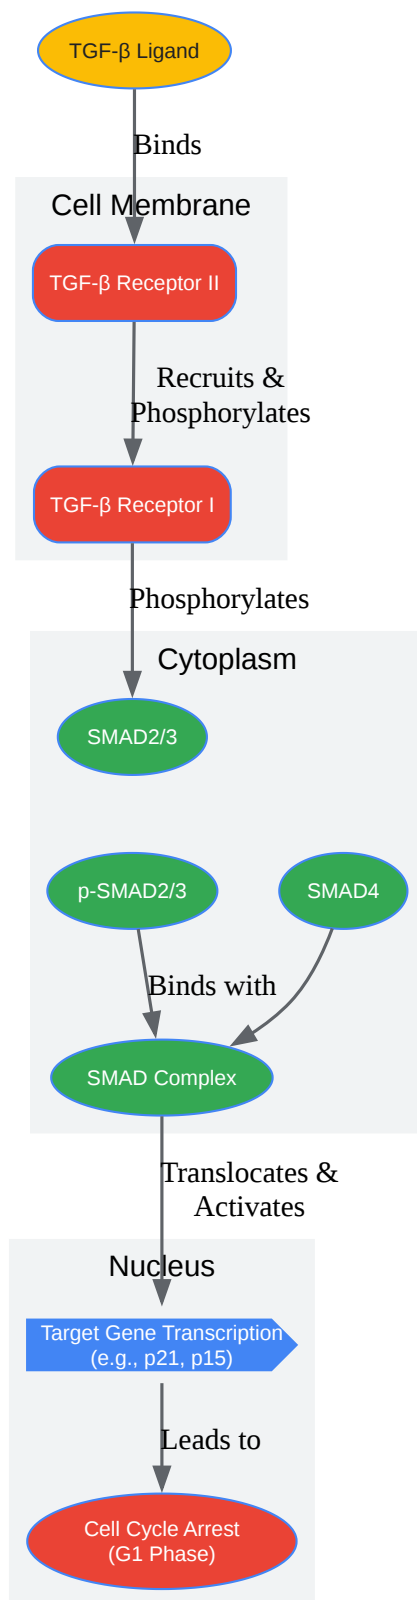 TGF-β Ligand
Binds
Cell Membrane
TGF-β Receptor II
Recruits &
Phosphorylates
TGF-β Receptor I
Phosphorylates
Cytoplasm
SMAD2/3
p-SMAD2/3
SMAD4
Binds with
SMAD Complex
Translocates &
Activates
Nucleus
Target Gene Transcription
(e.g., p21, p15)
Leads to
Cell Cycle Arrest
(G1 Phase)